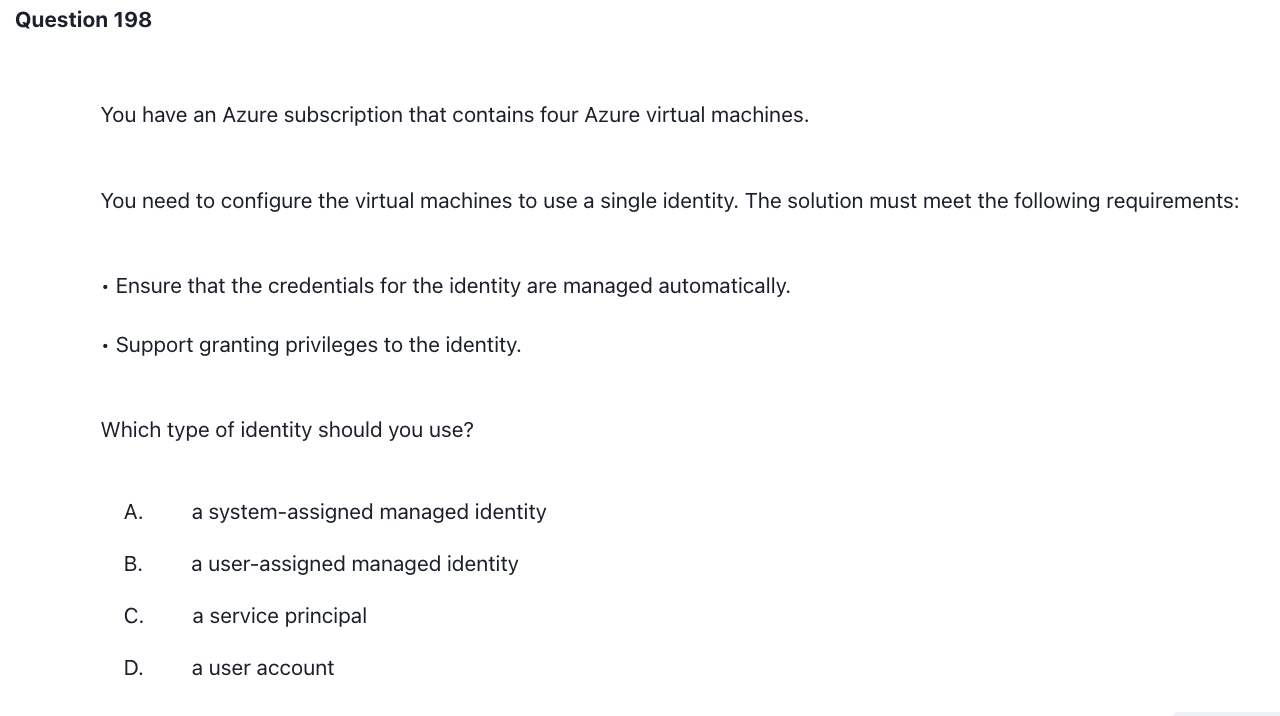 Question 198
You have an Azure subscription that contains four Azure virtual machines.
You need to configure the virtual machines to use a single identity. The solution must meet the following requirements:
• Ensure that the credentials for the identity are managed automatically.
• Support granting privileges to the identity.
Which type of identity should you use?
A. a system-assigned managed identity
B. a user-assigned managed identity
C. a service principal
D. a user account